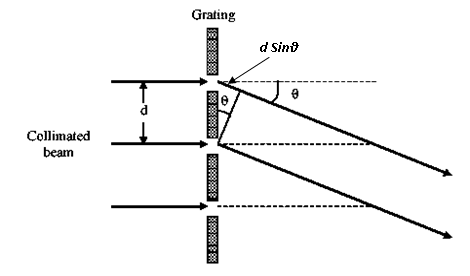 Grating
d Sinϑ
ϑ
θ
d
Collimated
beam